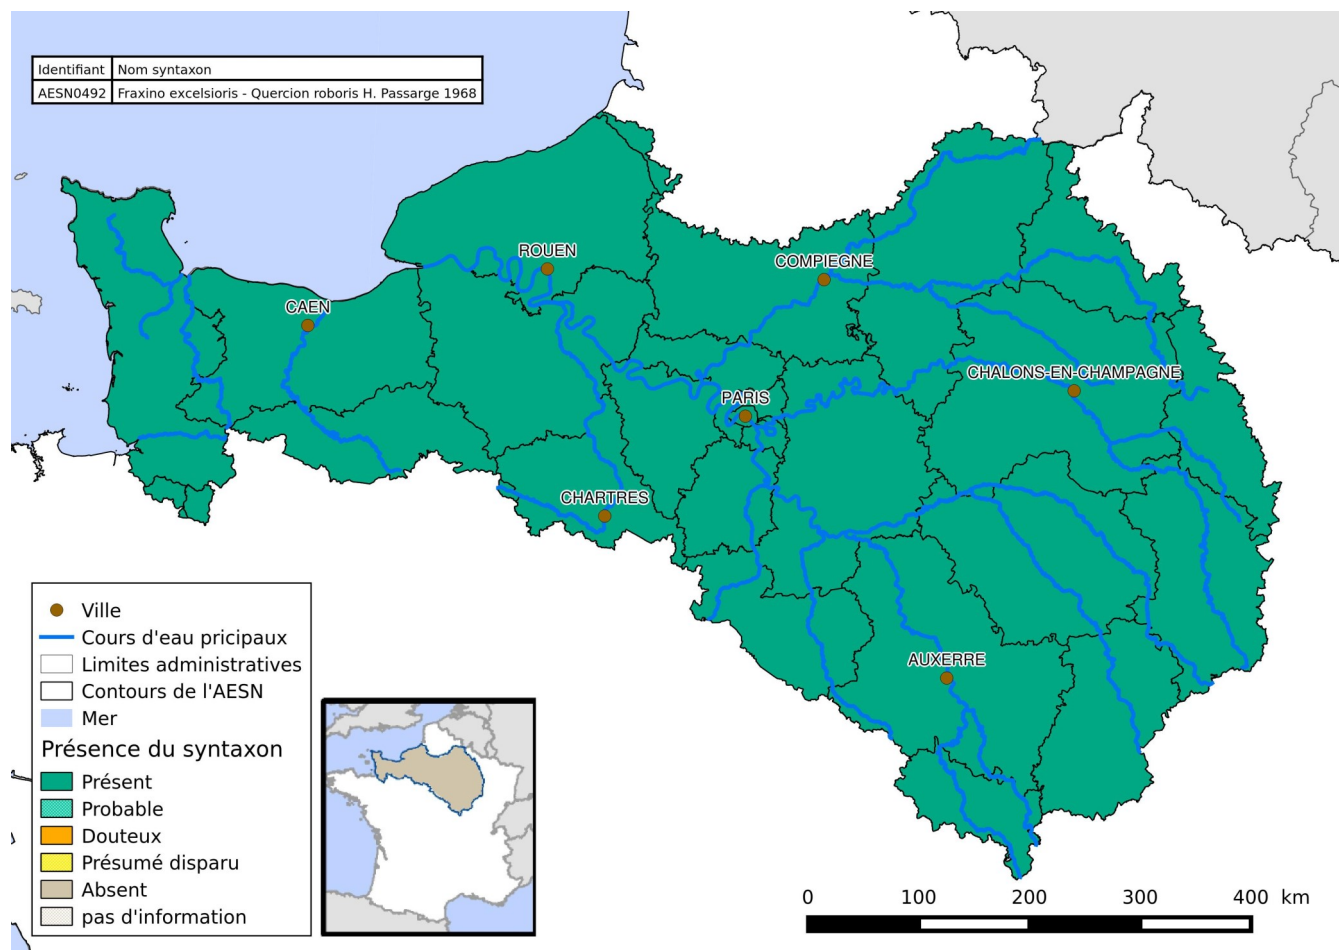 Identifiant Nom syntaxon
AESN0492 Fraxino excelsioris - Quercion roboris H. Passarge 1968
ROUEN
COMPIEGNE
CAEN
CHALONS-EN-CHAMPAGNE
PARIS
CHARTRES
AUXERRE
Ville
Cours d'eau pricipaux
Limites administratives
Contours de l'AESN
Mer
Présence du syntaxon
Présent
Probable
Douteux
Présumé disparu
Absent
pas d'information
0 100 200 300 400 km